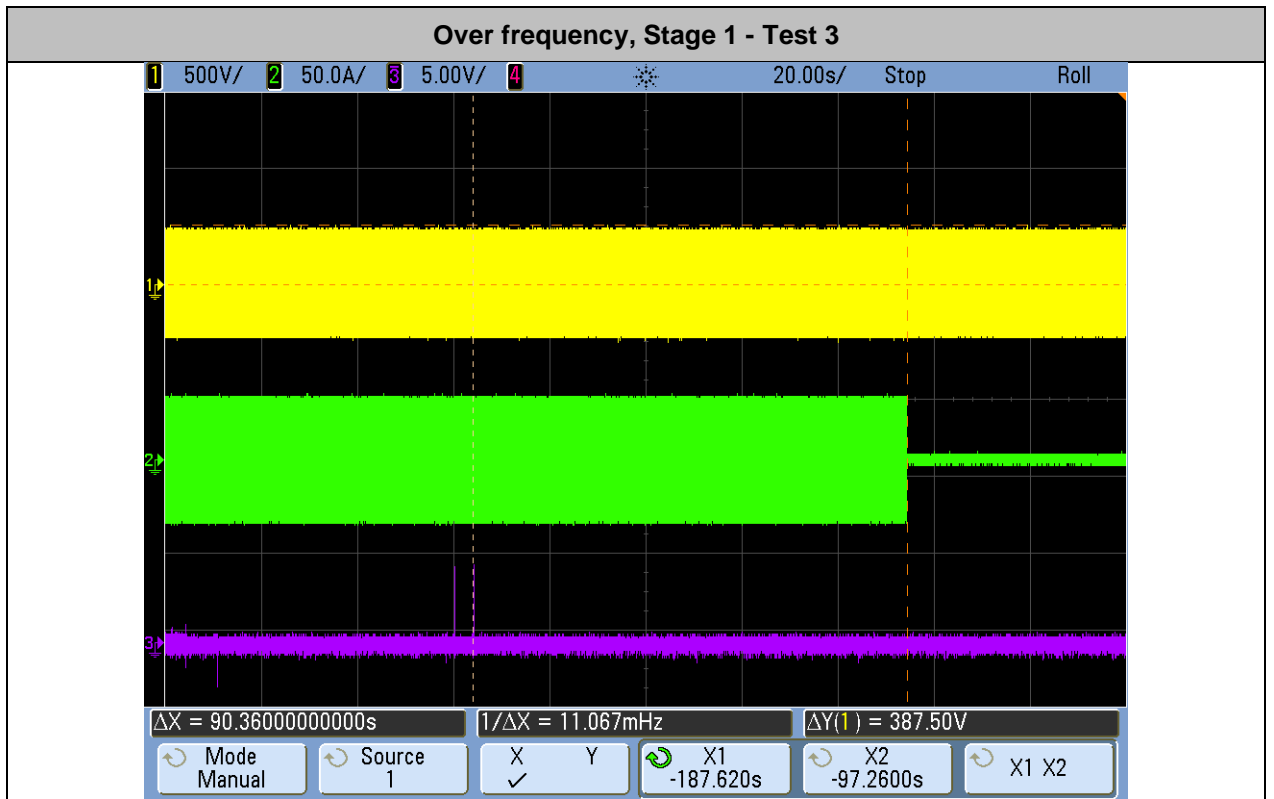 Over frequency, Stage 1 - Test 3
1 500V/ 2 50.0A/ 3 5.00V/ 4 20.00s/ Stop Roll
1
2
3
ΔX = 90.36000000000s 1/ΔX = 11.067mHz ΔY(1) = 387.50V
Mode Source X Y X1 X2 X1 X2
Manual 1 ✓ -187.620s -97.2600s